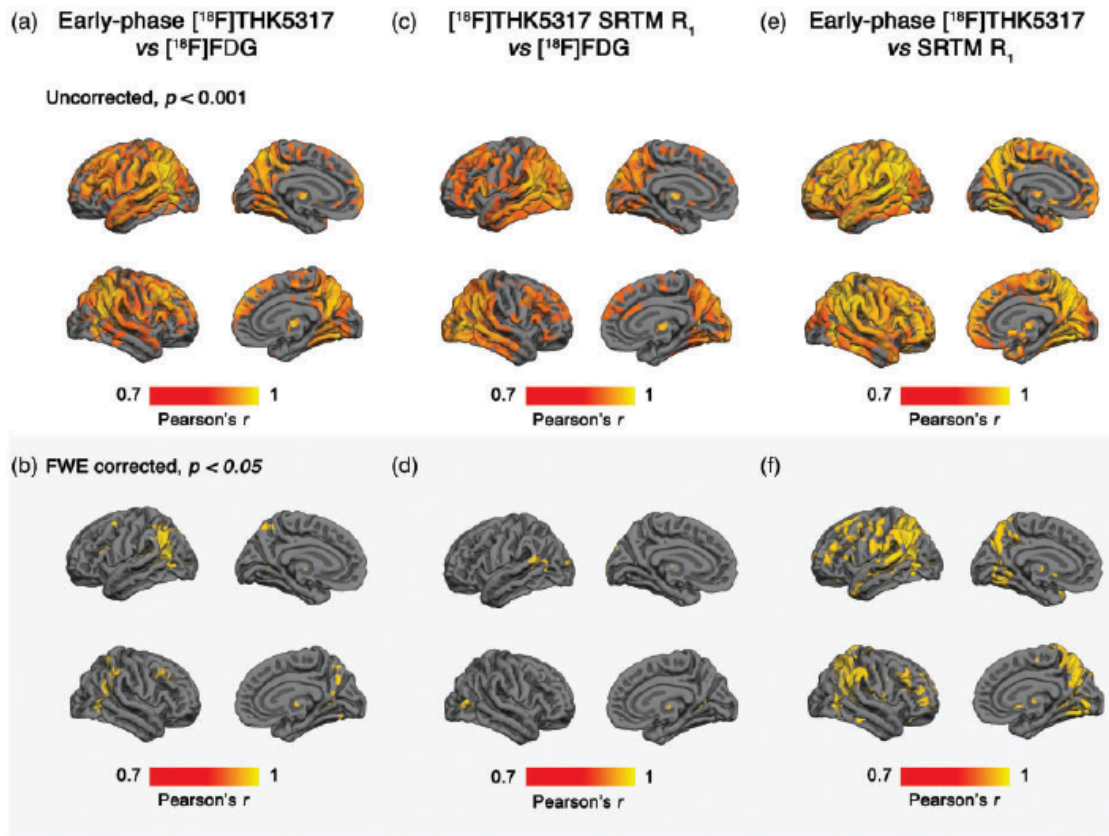 (a) Early-phase [¹⁸F]THK5317
vs [¹⁸F]FDG
(c) [¹⁸F]THK5317 SRTM R₁
vs [¹⁸F]FDG
(e) Early-phase [¹⁸F]THK5317
vs SRTM R₁
Uncorrected, p < 0.001
0.7 1
Pearson's r
0.7 1
Pearson's r
0.7 1
Pearson's r
(b) FWE corrected, p < 0.05
(d)
(f)
0.7 1
Pearson's r
0.7 1
Pearson's r
0.7 1
Pearson's r